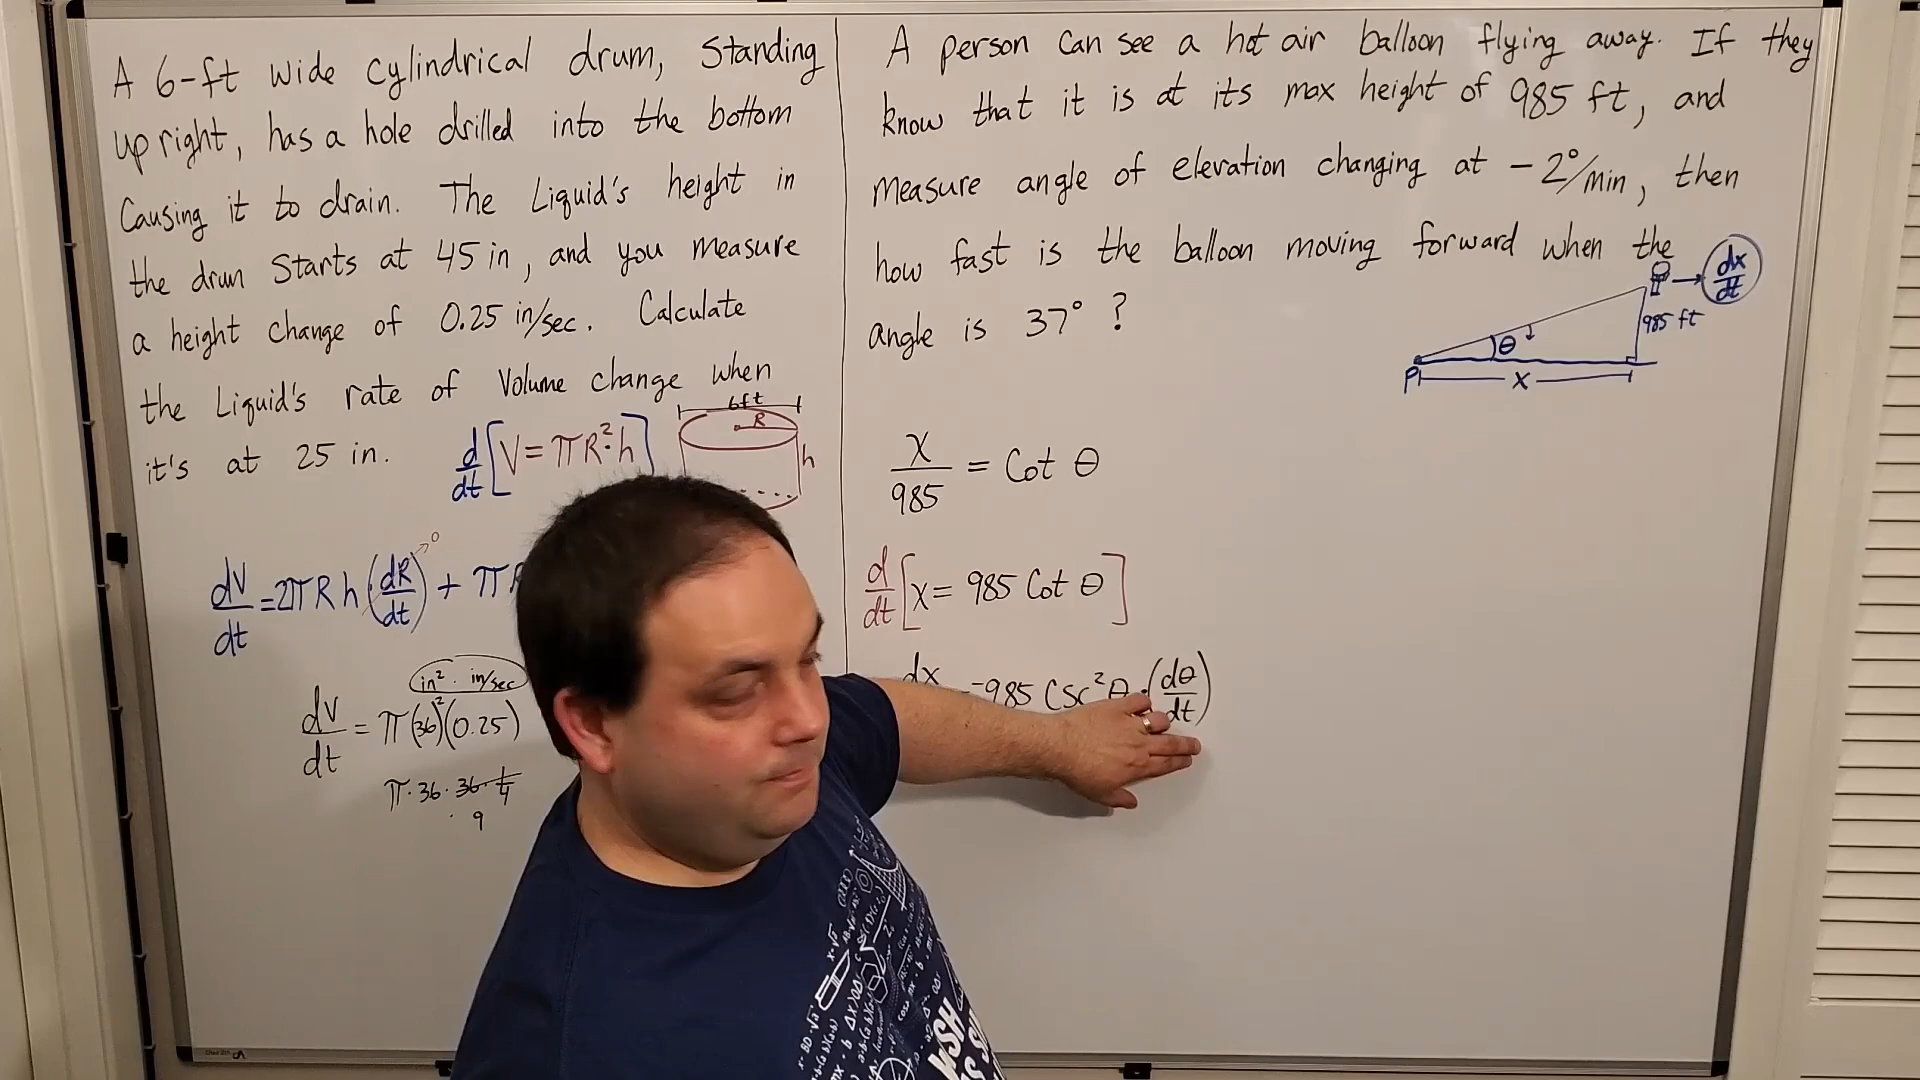 A 6-ft wide cylindrical drum, Standing
up right, has a hole drilled into the bottom
Causing it to drain. The Liquid's height in
the drun Starts at 45 in, and you measure
a height change of 0.25 in/sec. Calculate
the Liquid's rate of Volume change when
it's at 25 in.
6ft
R
h
d/dt [V = πR²·h]
dV/dt = 2πRh(dR/dt) → 0 + π
in² · in/sec
dV/dt = π(36)²(0.25)
π·36·36·1/4
· 9
A person can see a hot air balloon flying away. If they
know that it is at its max height of 985 ft, and
measure angle of elevation changing at -2°/min, then
how fast is the balloon moving forward when the
angle is 37°?
dx/dt
985 ft
θ
P
x
x/985 = Cot θ
d/dt [x = 985 Cot θ]
dx -985 Csc²θ · (dθ/dt)